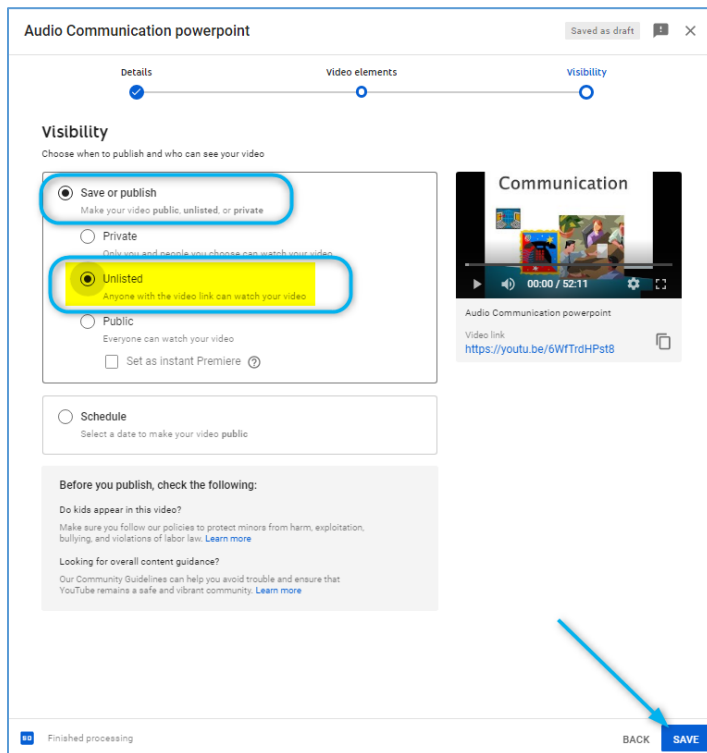 Audio Communication powerpoint
Saved as draft
Details
Video elements
Visibility
Visibility
Choose when to publish and who can see your video
Save or publish
Make your video public, unlisted, or private
Private
Only you and people you choose can watch your video
Unlisted
Anyone with the video link can watch your video
Public
Everyone can watch your video
Set as instant Premiere
Schedule
Select a date to make your video public
Before you publish, check the following:
Do kids appear in this video?
Make sure you follow our policies to protect minors from harm, exploitation,
bullying, and violations of labor law. Learn more
Looking for overall content guidance?
Our Community Guidelines can help you avoid trouble and ensure that
YouTube remains a safe and vibrant community. Learn more
Communication
00:00 / 52:11
Audio Communication powerpoint
Video link
https://youtu.be/6WfTrdHPst8
SD
Finished processing
BACK
SAVE